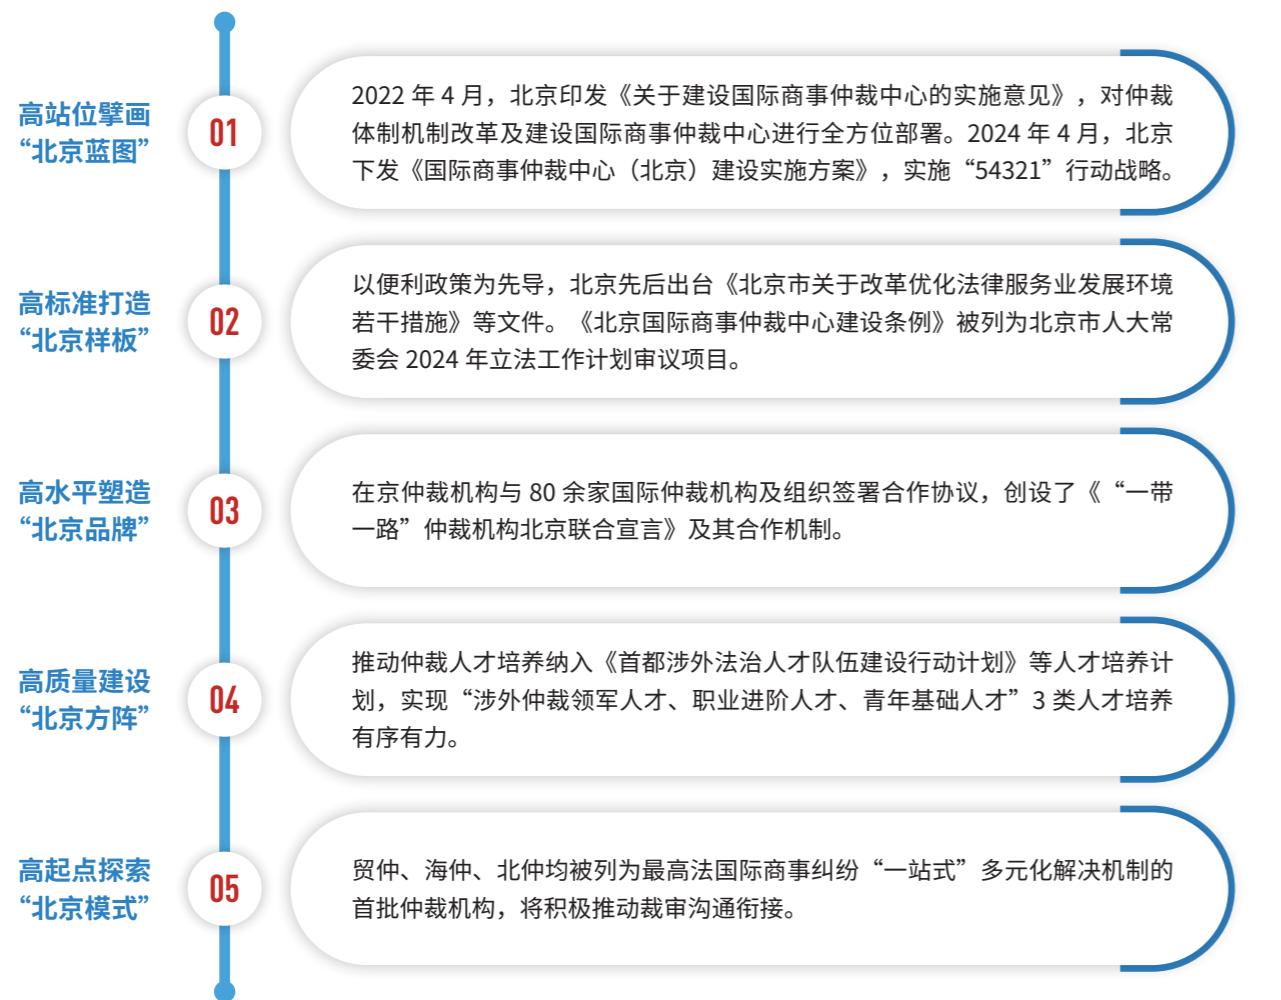 高站位擘画
“北京蓝图”
01
2022 年 4 月，北京印发《关于建设国际商事仲裁中心的实施意见》，对仲裁
体制机制改革及建设国际商事仲裁中心进行全方位部署。2024 年 4 月，北京
下发《国际商事仲裁中心（北京）建设实施方案》，实施“54321”行动战略。
高标准打造
“北京样板”
02
以便利政策为先导，北京先后出台《北京市关于改革优化法律服务业发展环境
若干措施》等文件。《北京国际商事仲裁中心建设条例》被列为北京市人大常
委会 2024 年立法工作计划审议项目。
高水平塑造
“北京品牌”
03
在京仲裁机构与 80 余家国际仲裁机构及组织签署合作协议，创设了《“一带
一路”仲裁机构北京联合宣言》及其合作机制。
高质量建设
“北京方阵”
04
推动仲裁人才培养纳入《首都涉外法治人才队伍建设行动计划》等人才培养计
划，实现“涉外仲裁领军人才、职业进阶人才、青年基础人才”3 类人才培养
有序有力。
高起点探索
“北京模式”
05
贸仲、海仲、北仲均被列为最高法国际商事纠纷“一站式”多元化解决机制的
首批仲裁机构，将积极推动裁审沟通衔接。